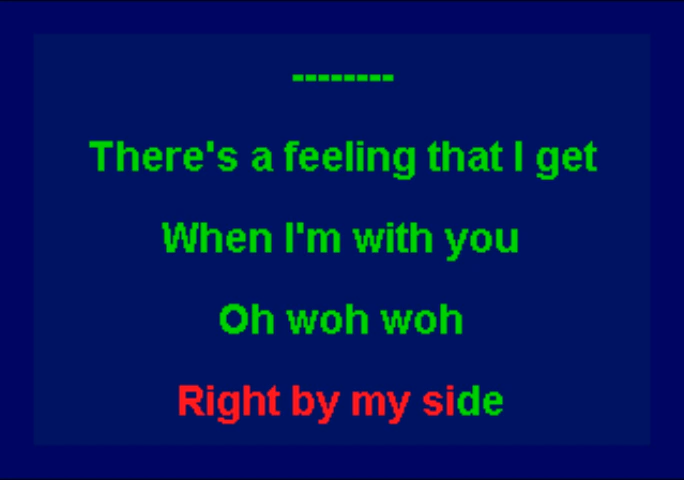 --------
There's a feeling that I get
When I'm with you
Oh woh woh
Right by my side